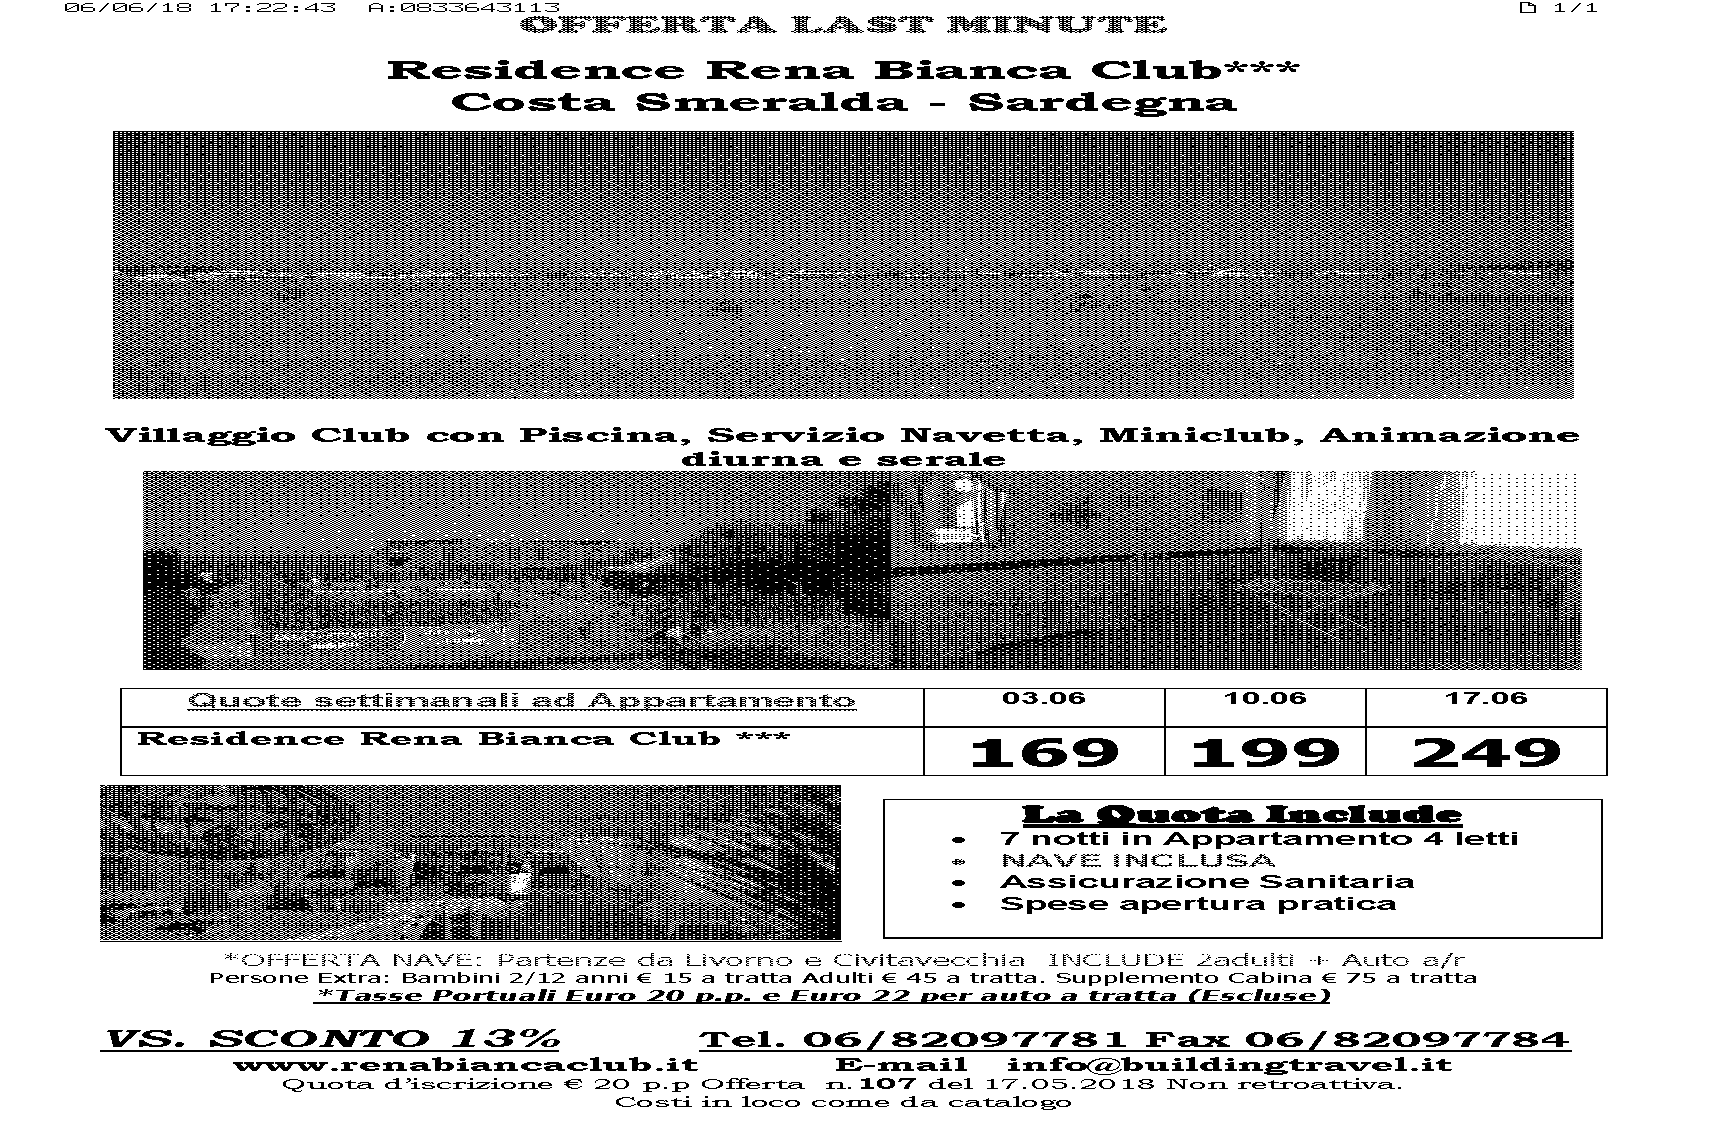 06/06/18 17:22:43 A:0833643113 1/1
OFFERTA LAST MINUTE
Residence Rena Bianca Club***
Costa Smeralda - Sardegna
Villaggio Club con Piscina, Servizio Navetta, Miniclub, Animazione
diurna e serale
Quote settimanali ad Appartamento 03.06 10.06 17.06
Residence Rena Bianca Club *** 169 199 249
La Quota Include
• 7 notti in Appartamento 4 letti
• NAVE INCLUSA
• Assicurazione Sanitaria
• Spese apertura pratica
*OFFERTA NAVE: Partenze da Livorno e Civitavecchia INCLUDE 2adulti + Auto a/r
Persone Extra: Bambini 2/12 anni € 15 a tratta Adulti € 45 a tratta. Supplemento Cabina € 75 a tratta
*Tasse Portuali Euro 20 p.p. e Euro 22 per auto a tratta (Escluse)
VS. SCONTO 13% Tel. 06/82097781 Fax 06/82097784
www.renabiancaclub.it E-mail info@buildingtravel.it
Quota d'iscrizione € 20 p.p Offerta n.107 del 17.05.2018 Non retroattiva.
Costi in loco come da catalogo